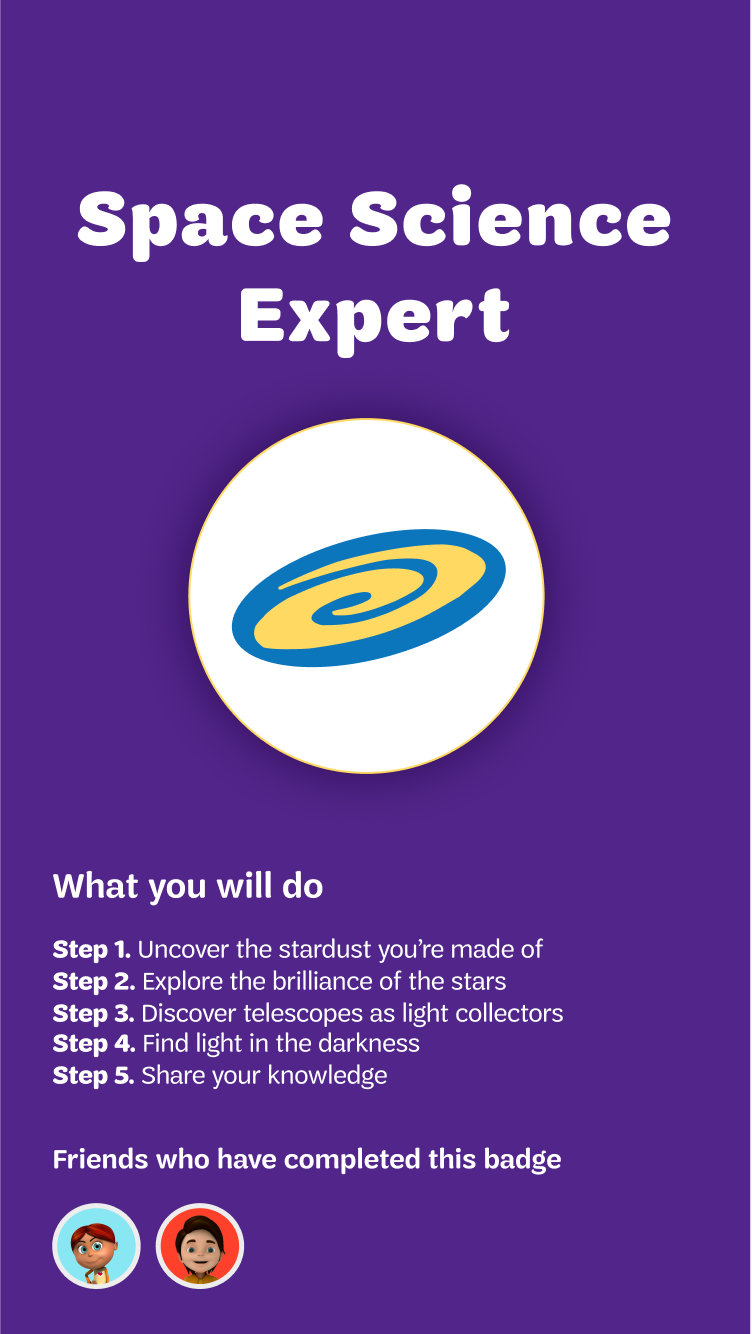 Space Science
Expert
What you will do
Step 1. Uncover the stardust you’re made of
Step 2. Explore the brilliance of the stars
Step 3. Discover telescopes as light collectors
Step 4. Find light in the darkness
Step 5. Share your knowledge
Friends who have completed this badge